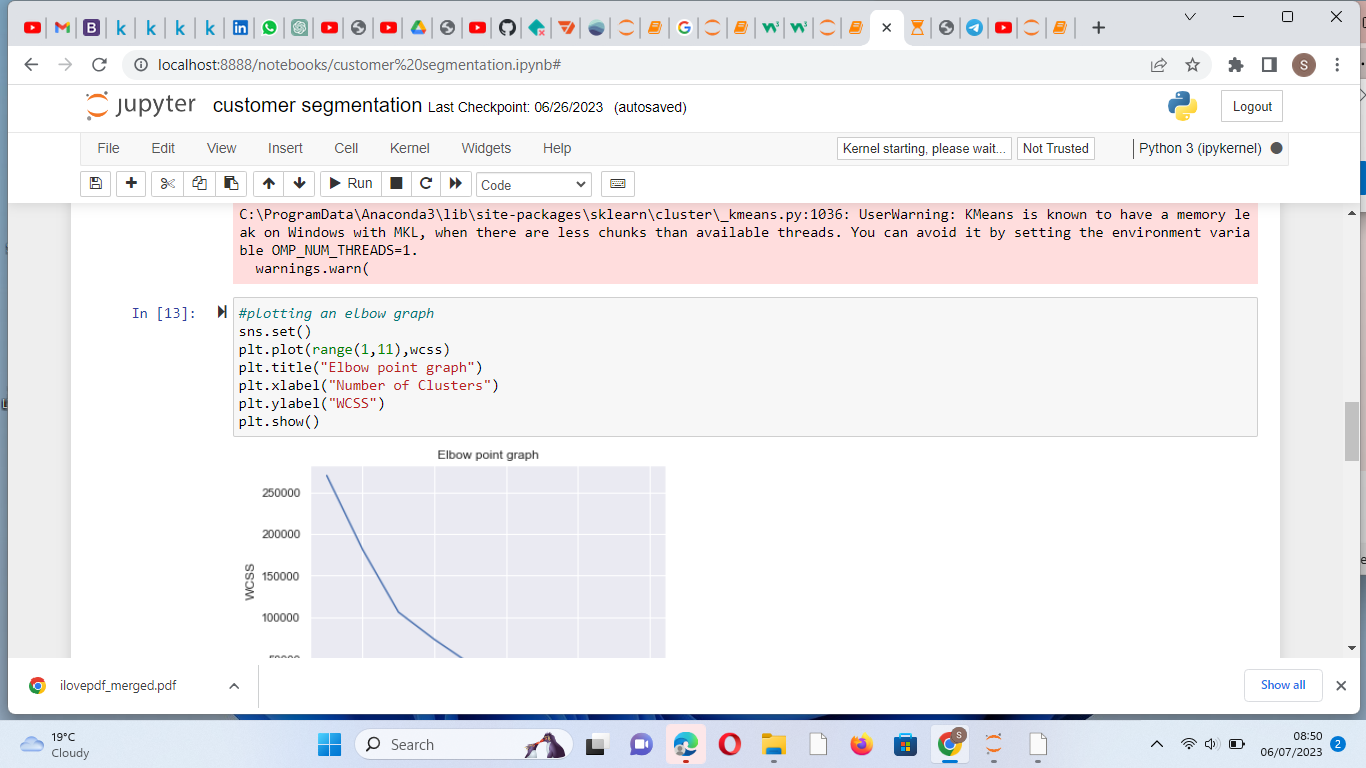 localhost:8888/notebooks/customer%20segmentation.ipynb#
S
jupyter customer segmentation Last Checkpoint: 06/26/2023 (autosaved)
Logout
File Edit View Insert Cell Kernel Widgets Help
Kernel starting, please wait... Not Trusted Python 3 (ipykernel)
Run Code
C:\ProgramData\Anaconda3\lib\site-packages\sklearn\cluster\_kmeans.py:1036: UserWarning: KMeans is known to have a memory le
ak on Windows with MKL, when there are less chunks than available threads. You can avoid it by setting the environment varia
ble OMP_NUM_THREADS=1.
warnings.warn(
In [13]:
#plotting an elbow graph
sns.set()
plt.plot(range(1,11),wcss)
plt.title("Elbow point graph")
plt.xlabel("Number of Clusters")
plt.ylabel("WCSS")
plt.show()
Elbow point graph
250000
200000
150000
WCSS
100000
ilovepdf_merged.pdf
Show all
19°C
Cloudy
Search
S
08:50
06/07/2023
2